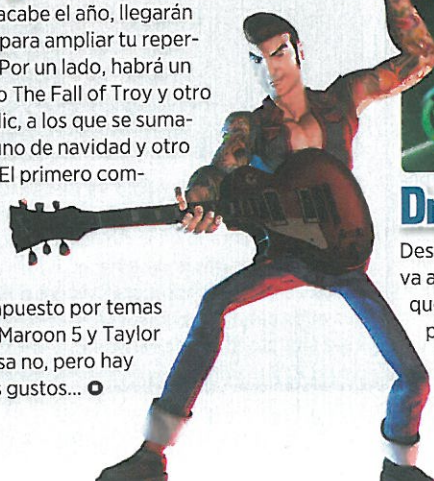 acabe el año, llegarán
para ampliar tu reper-
Por un lado, habrá un
o The Fall of Troy y otro
lic, a los que se suma-
uno de navidad y otro
El primero com-
puesto por temas
Maroon 5 y Taylor
sa no, pero hay
s gustos...
Des
va a
que
p